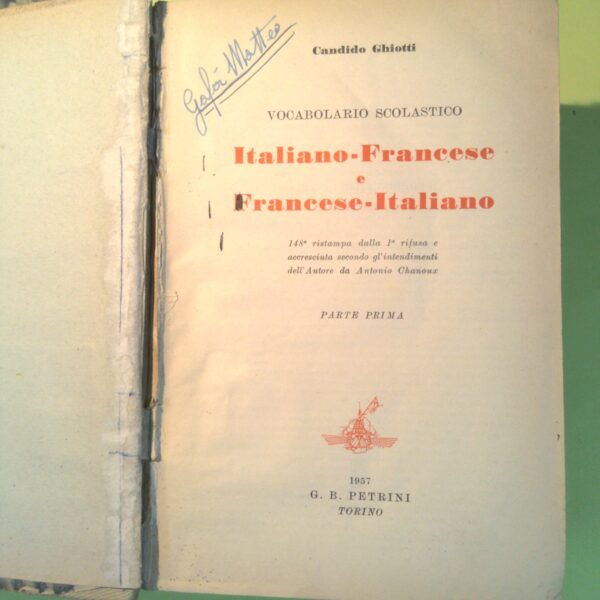 Candido Ghiotti
Matteo
VOCABOLARIO SCOLASTICO
Italiano-Francese
e
Francese-Italiano
148ª ristampa dalla 1ª rifusa e
accresciuta secondo gl'intendimenti
dell'Autore da Antonio Chanoux
PARTE PRIMA
1957
G. B. PETRINI
TORINO